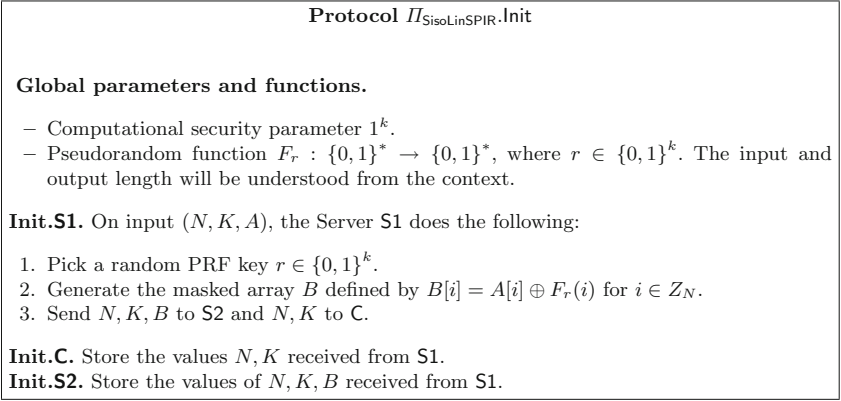 Protocol Π_SisoLinSPIR.Init
Global parameters and functions.
– Computational security parameter 1^k.
– Pseudorandom function F_r : {0,1}^* → {0,1}^*, where r ∈ {0,1}^k. The input and
output length will be understood from the context.
Init.S1. On input (N, K, A), the Server S1 does the following:
1. Pick a random PRF key r ∈ {0,1}^k.
2. Generate the masked array B defined by B[i] = A[i] ⊕ F_r(i) for i ∈ Z_N.
3. Send N, K, B to S2 and N, K to C.
Init.C. Store the values N, K received from S1.
Init.S2. Store the values of N, K, B received from S1.